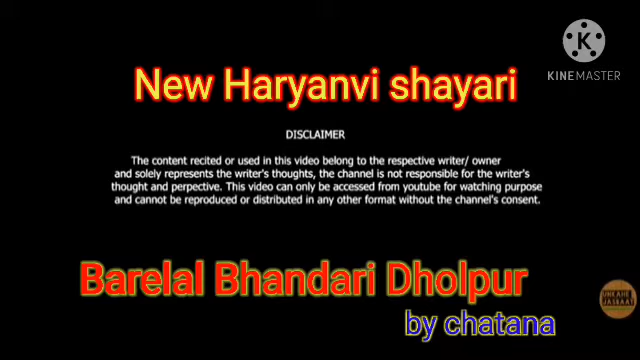 K
KINEMASTER
New Haryanvi shayari
DISCLAIMER
The content recited or used in this video belong to the respective writer/ owner
and solely represents the writer's thoughts, the channel is not responsible for the writer's
thought and perpective. This video can only be accessed from youtube for watching purpose
and cannot be reproduced or distributed in any other format without the channel's consent.
Barelal Bhandari Dholpur
UNKAHE
JASBAAT
by chatana